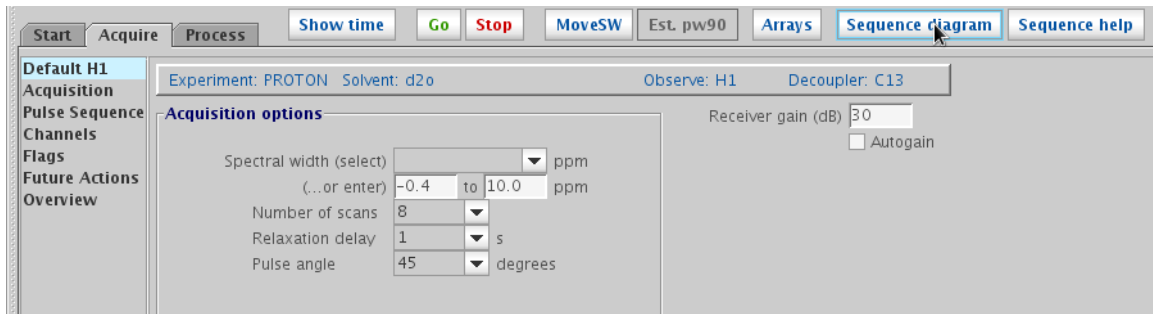 Start Acquire Process Show time Go Stop MoveSW Est. pw90 Arrays Sequence diagram Sequence help
Default H1
Acquisition
Pulse Sequence
Channels
Flags
Future Actions
Overview
Experiment: PROTON Solvent: d2o Observe: H1 Decoupler: C13
Acquisition options
Spectral width (select) ppm
(...or enter) -0.4 to 10.0 ppm
Number of scans 8
Relaxation delay 1 s
Pulse angle 45 degrees
Receiver gain (dB) 30
Autogain